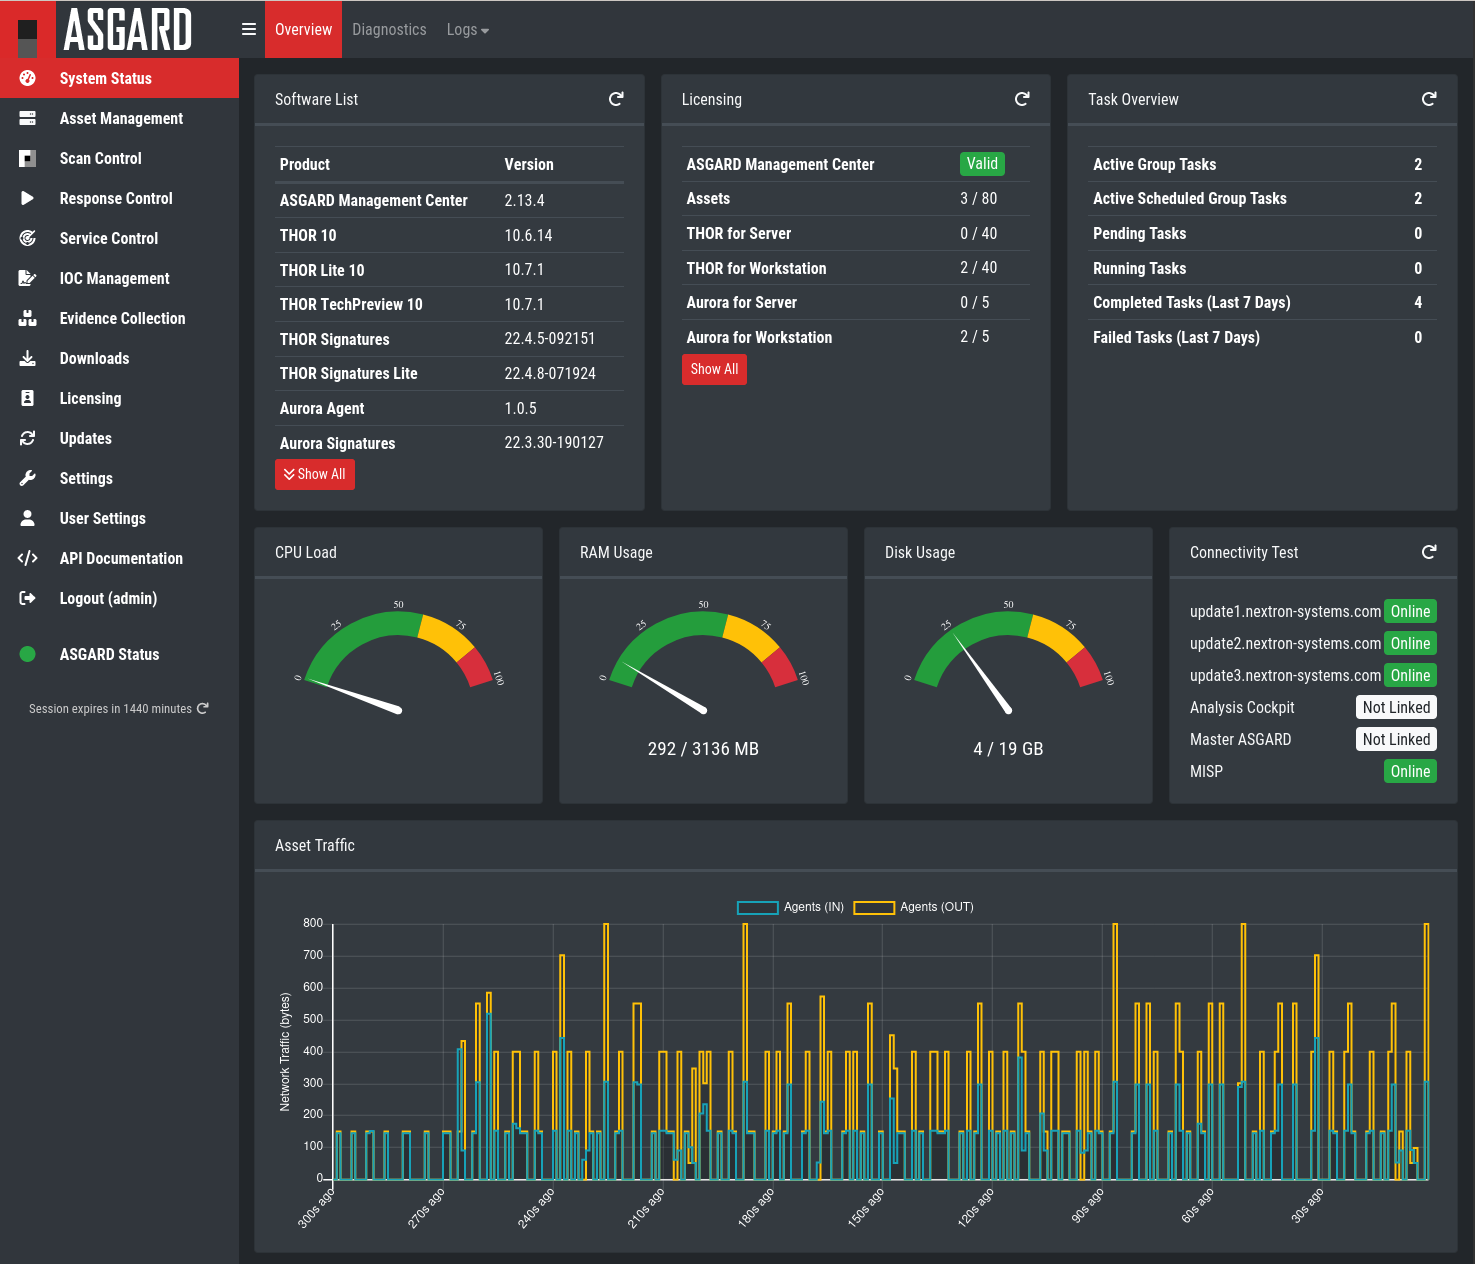 ASGARD
Overview Diagnostics Logs
System Status
Asset Management
Scan Control
Response Control
Service Control
IOC Management
Evidence Collection
Downloads
Licensing
Updates
Settings
User Settings
API Documentation
Logout (admin)
ASGARD Status
Session expires in 1440 minutes
Software List
Product Version
ASGARD Management Center 2.13.4
THOR 10 10.6.14
THOR Lite 10 10.7.1
THOR TechPreview 10 10.7.1
THOR Signatures 22.4.5-092151
THOR Signatures Lite 22.4.8-071924
Aurora Agent 1.0.5
Aurora Signatures 22.3.30-190127
Show All
Licensing
ASGARD Management Center Valid
Assets 3 / 80
THOR for Server 0 / 40
THOR for Workstation 2 / 40
Aurora for Server 0 / 5
Aurora for Workstation 2 / 5
Show All
Task Overview
Active Group Tasks 2
Active Scheduled Group Tasks 2
Pending Tasks 0
Running Tasks 0
Completed Tasks (Last 7 Days) 4
Failed Tasks (Last 7 Days) 0
CPU Load
0 25 50 75 100
RAM Usage
0 25 50 75 100
292 / 3136 MB
Disk Usage
0 25 50 75 100
4 / 19 GB
Connectivity Test
update1.nextron-systems.com Online
update2.nextron-systems.com Online
update3.nextron-systems.com Online
Analysis Cockpit Not Linked
Master ASGARD Not Linked
MISP Online
Asset Traffic
Agents (IN) Agents (OUT)
Network Traffic (bytes)
800
700
600
500
400
300
200
100
0
300s ago 270s ago 240s ago 210s ago 180s ago 150s ago 120s ago 90s ago 60s ago 30s ago